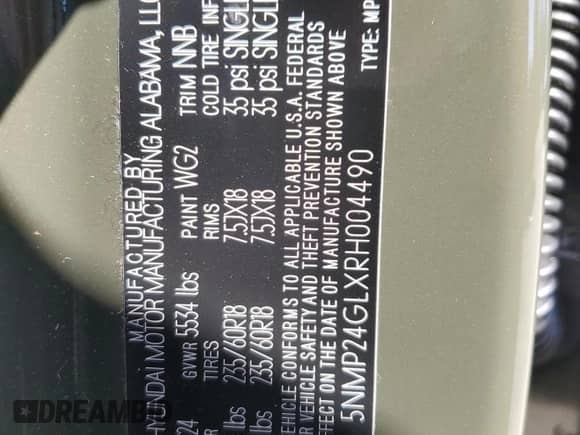 MANUFACTURED BY
HYUNDAI MOTOR MANUFACTURING ALABAMA, LLC
24 GVWR 5534 lbs PAINT WG2 TRIM NNB
TIRES RIMS COLD TIRE INF
lbs 235/60R18 7.5JX18 35 psi SINGL
lbs 235/60R18 7.5JX18 35 psi SINGL
EHICLE CONFORMS TO ALL APPLICABLE U.S.A. FEDERAL
R VEHICLE SAFETY AND THEFT PREVENTION STANDARDS
EFFECT ON THE DATE OF MANUFACTURE SHOWN ABOVE
5NMP24GLXRH004490 TYPE: MP
DREAMBID